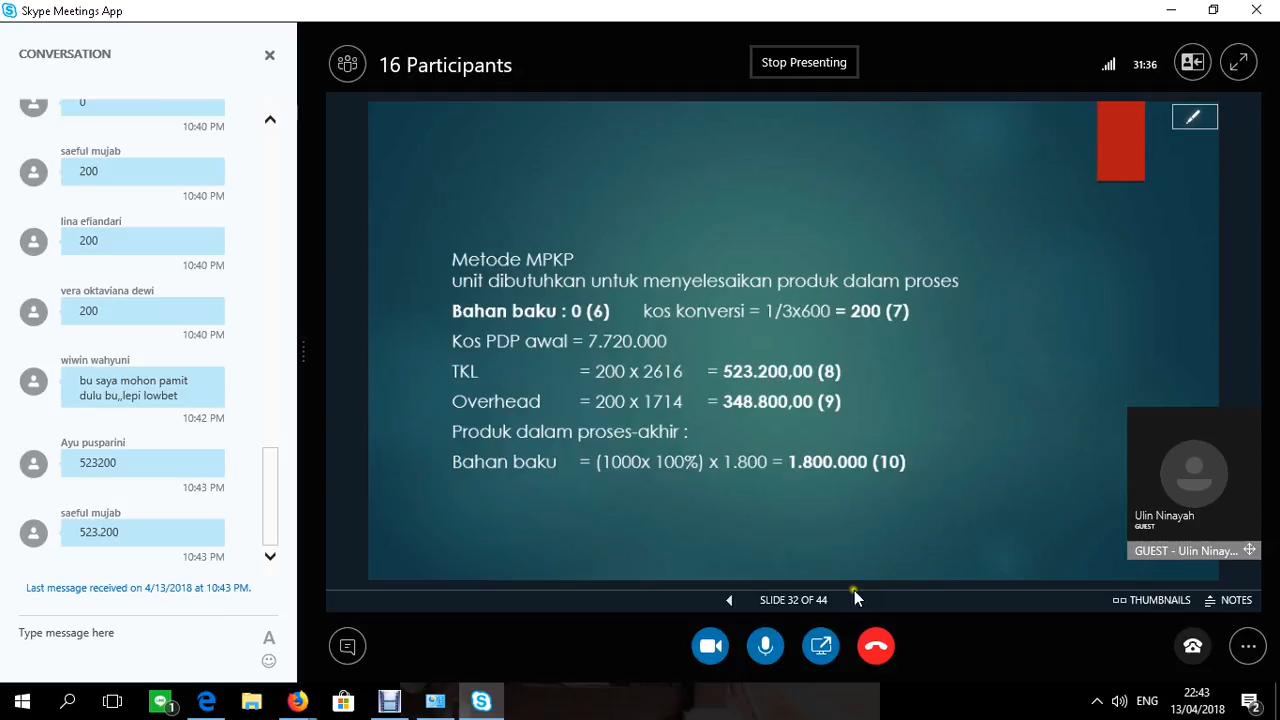 Skype Meetings App
CONVERSATION
0
10:40 PM
saeful mujab
200
10:40 PM
lina efiandari
200
10:40 PM
vera oktaviana dewi
200
10:40 PM
wiwin wahyuni
bu saya mohon pamit
dulu bu,,lepi lowbet
10:42 PM
Ayu pusparini
523200
10:43 PM
saeful mujab
523.200
10:43 PM
Last message received on 4/13/2018 at 10:43 PM.
Type message here
A
16 Participants
Stop Presenting
31:36
Metode MPKP
unit dibutuhkan untuk menyelesaikan produk dalam proses
Bahan baku : 0 (6) kos konversi = 1/3x600 = 200 (7)
Kos PDP awal = 7.720.000
TKL = 200 x 2616 = 523.200,00 (8)
Overhead = 200 x 1714 = 348.800,00 (9)
Produk dalam proses-akhir :
Bahan baku = (1000x 100%) x 1.800 = 1.800.000 (10)
Ulin Ninayah
GUEST
GUEST - Ulin Ninay...
SLIDE 32 OF 44
THUMBNAILS
NOTES
1
ENG
22:43
13/04/2018
2